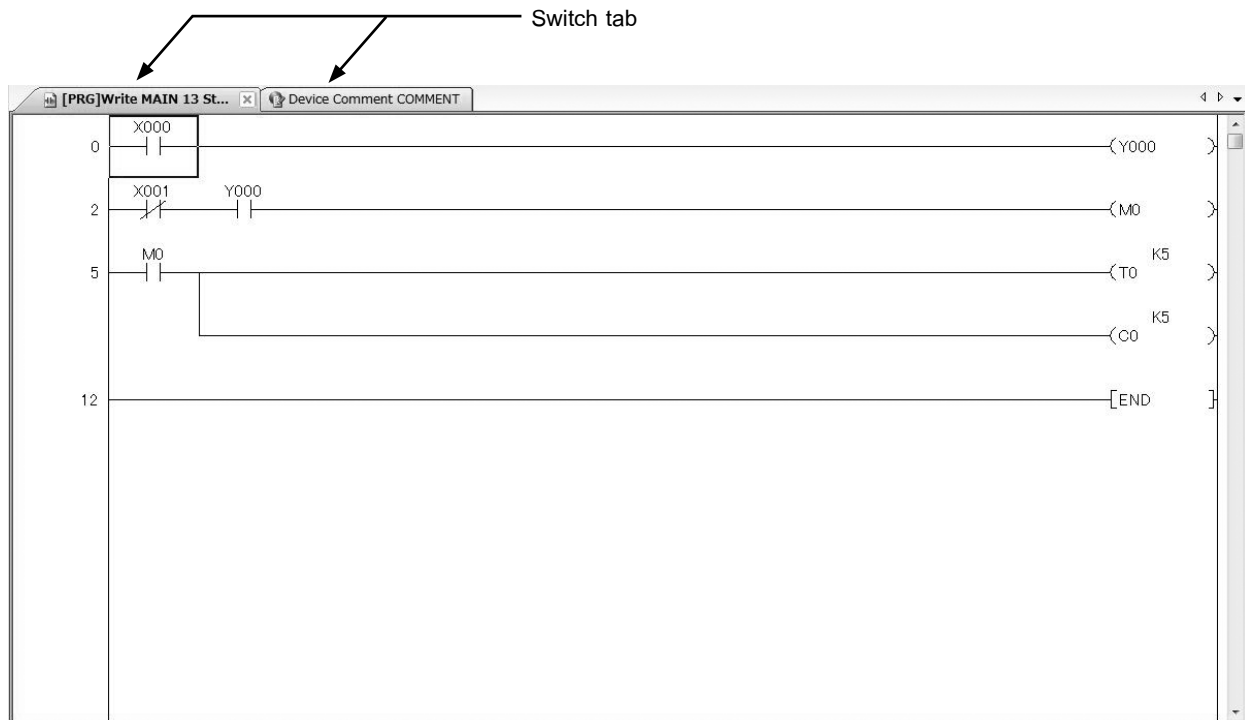 Switch tab
[PRG]Write MAIN 13 St... Device Comment COMMENT
X000
0 Y000
X001 Y000
2 M0
M0 K5
5 T0
K5
C0
12 END